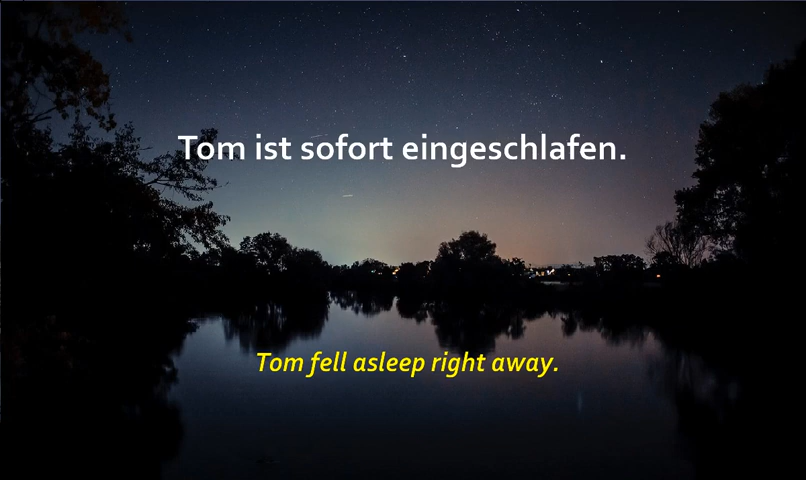 Tom ist sofort eingeschlafen.
Tom fell asleep right away.